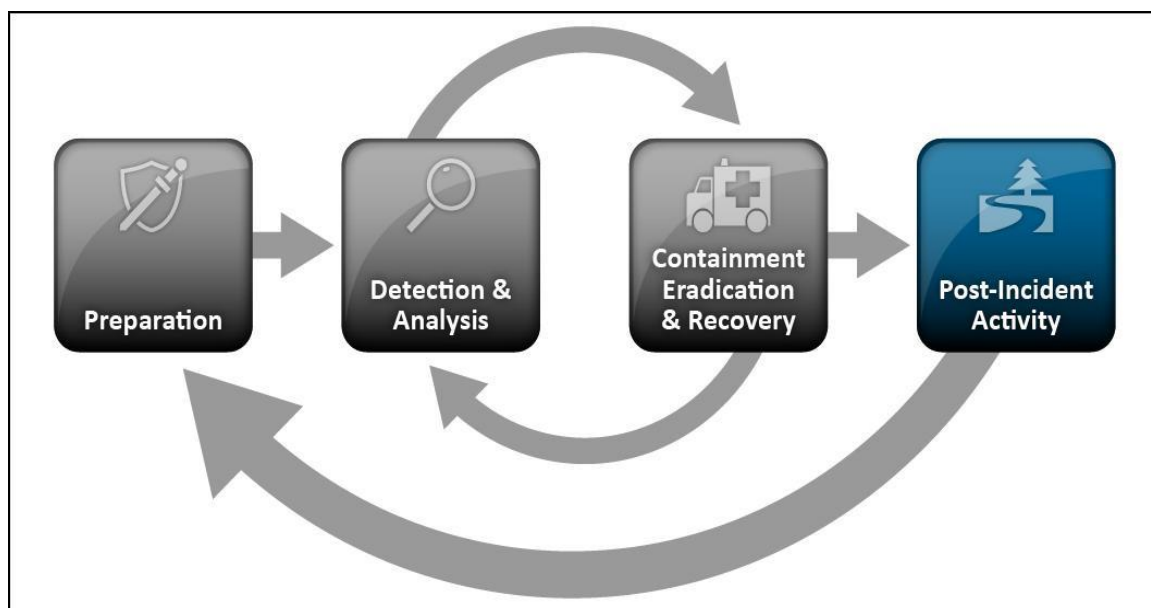 Preparation
Detection &
Analysis
Containment
Eradication
& Recovery
Post-Incident
Activity